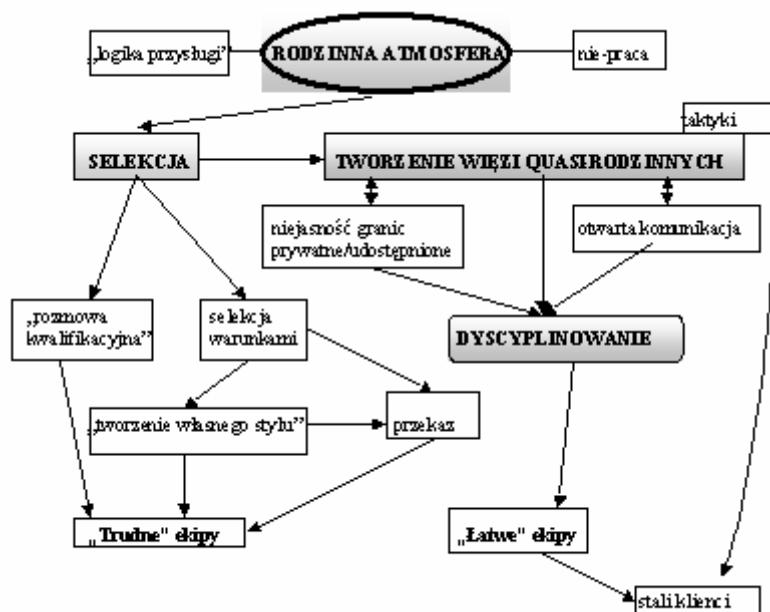 „logika przysługi”
RODZINNA ATMOSFERA
nie-praca
taktyki
SELEKCJA
TWORZENIE WIĘZI QUASIRODZINNYCH
niejasność granic
prywatne/udostępnione
otwarta komunikacja
„rozmowa
kwalifikacyjna”
selekcja
warunkami
DYSCYPLINOWANIE
„tworzenie własnego stylu”
przekaz
„Trudne” ekipy
„Łatwe” ekipy
stali klienci